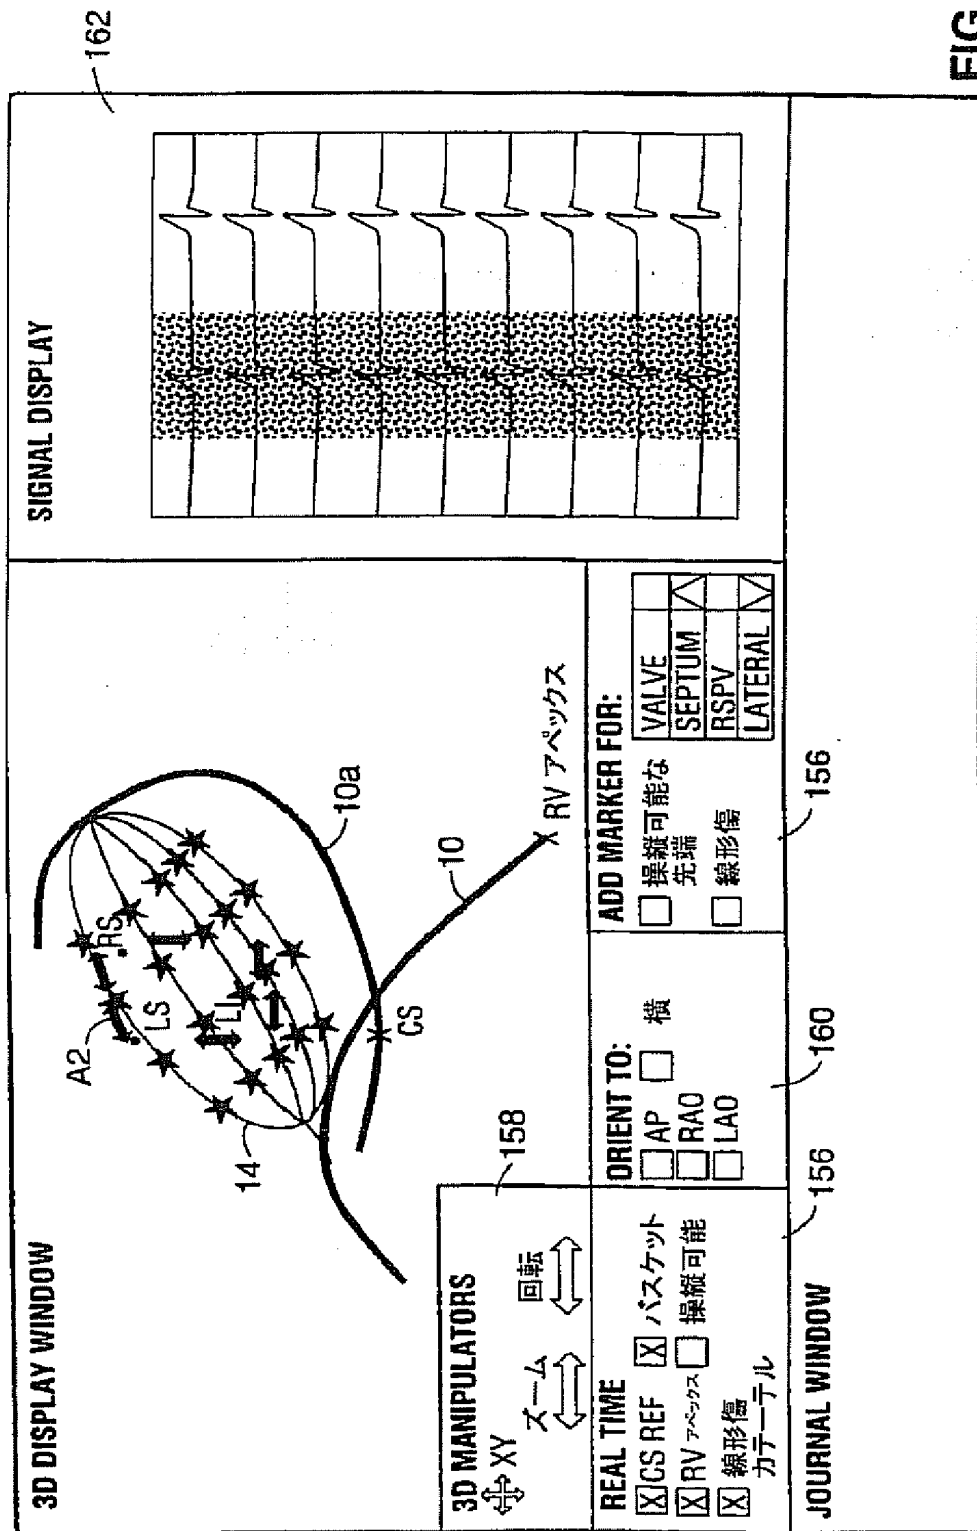 3D DISPLAY WINDOW
A2
RS
LS
LI
14
10a
10
CS
RV アペックス
SIGNAL DISPLAY
162
3D MANIPULATORS
XY
ズーム
回転
158
REAL TIME
X CS REF X バスケット
X RV アペックス 操縦可能
X 線形傷
カテーテル
156
ORIENT TO:
AP 横
RAO
LAO
160
ADD MARKER FOR:
操縦可能な
先端
線形傷
VALVE
SEPTUM
RSPV
LATERAL
156
JOURNAL WINDOW
FIG